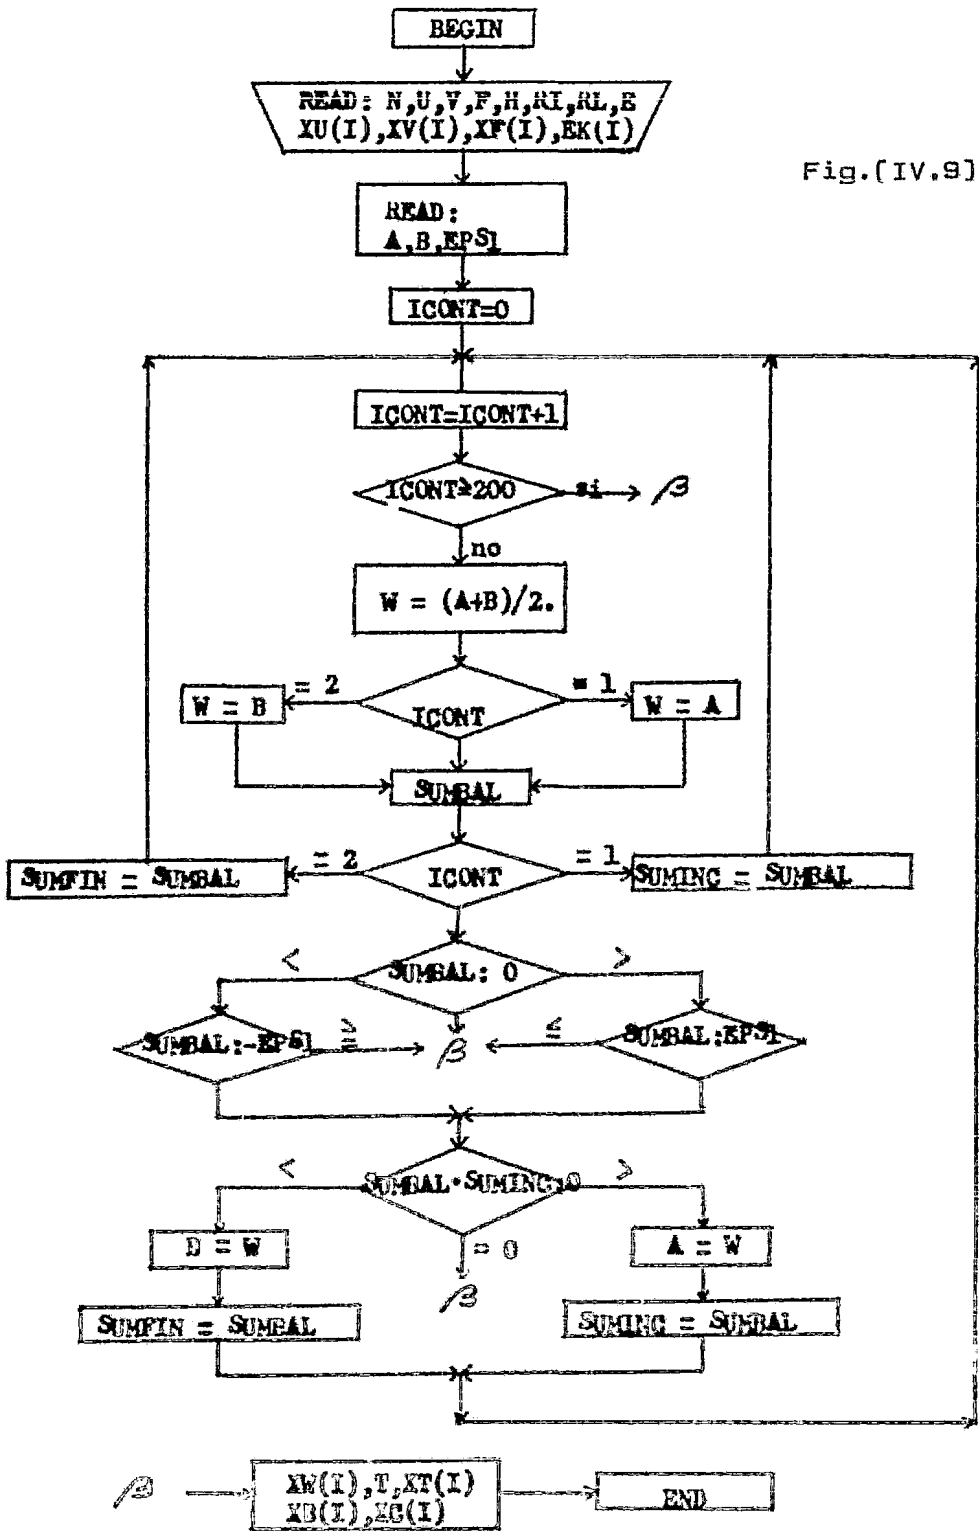 BEGIN
READ: N,U,V,F,H,RI,RL,E
XU(I),XV(I),XF(I),EK(I)
Fig.[IV.9]
READ:
A,B,EPS1
ICONT=0
ICONT=ICONT+1
ICONT≥200
si
β
no
W = (A+B)/2.
= 2
= 1
W = B
ICONT
W = A
SUMBAL
= 2
= 1
SUMFIN = SUMBAL
ICONT
SUMINC = SUMBAL
<
SUMBAL: 0
>
SUMBAL:-EPS1
≥
β
≤
SUMBAL:EPS1
<
SUMBAL*SUMINC:0
>
B = W
= 0
A = W
β
SUMFIN = SUMBAL
SUMINC = SUMBAL
β
XW(I),T,XT(I)
XB(I),XC(I)
END